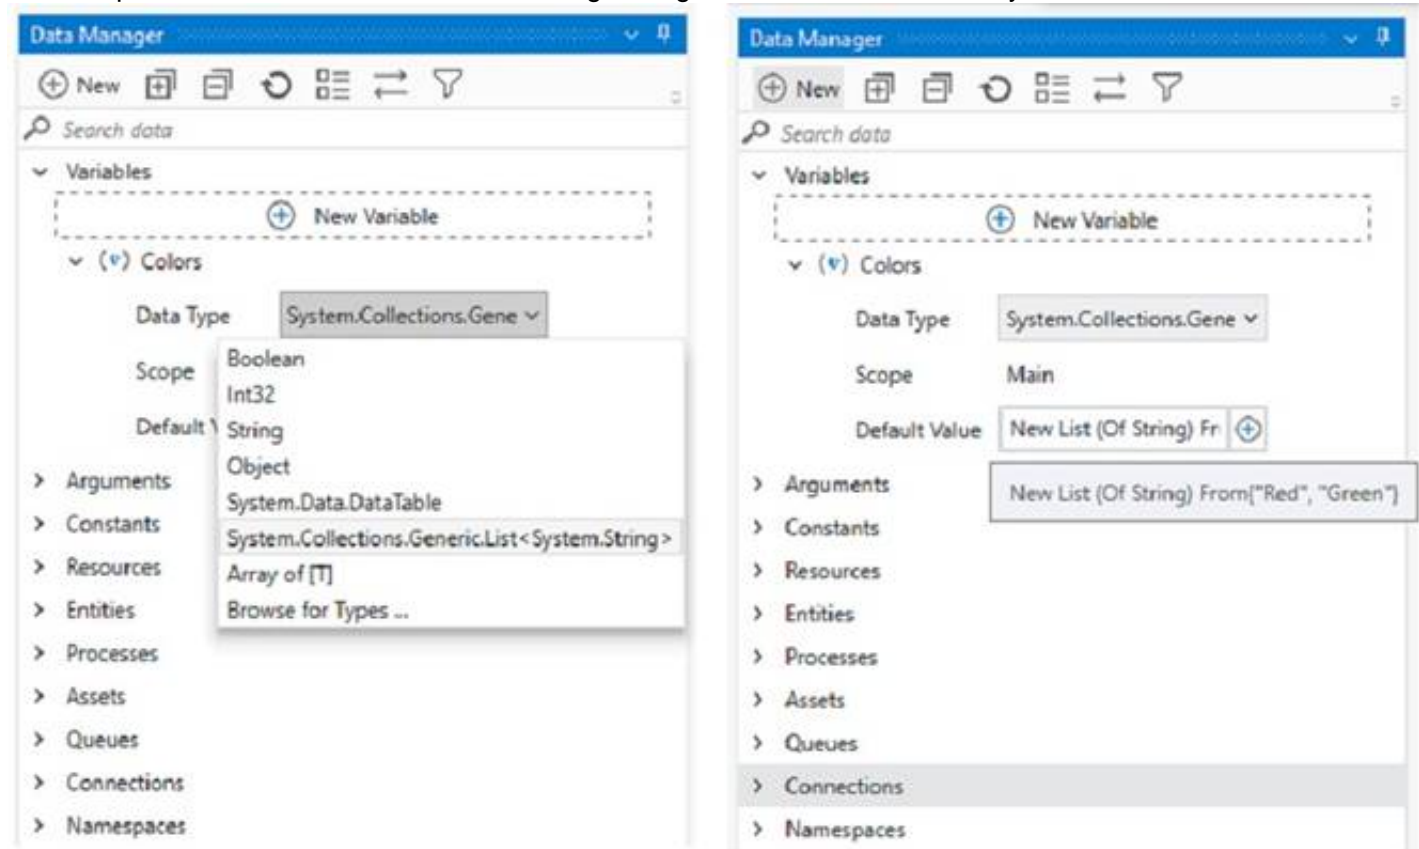 Data Manager
New
Search data
Variables
New Variable
(v) Colors
Data Type System.Collections.Gene
Scope
Default V
Boolean
Int32
String
Object
System.Data.DataTable
System.Collections.Generic.List<System.String>
Array of [T]
Browse for Types ...
Arguments
Constants
Resources
Entities
Processes
Assets
Queues
Connections
Namespaces
Data Manager
New
Search data
Variables
New Variable
(v) Colors
Data Type System.Collections.Gene
Scope Main
Default Value New List (Of String) Fr
New List (Of String) From{"Red", "Green"}
Arguments
Constants
Resources
Entities
Processes
Assets
Queues
Connections
Namespaces